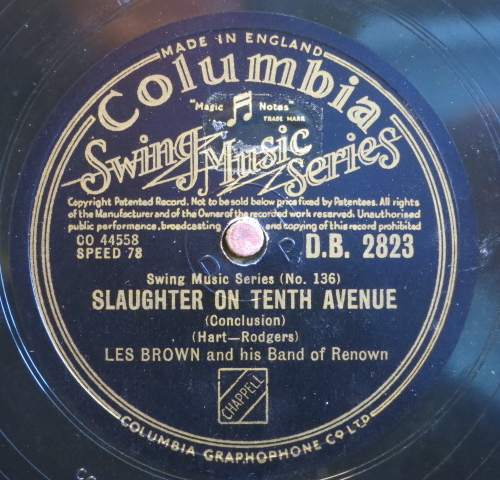 MADE IN ENGLAND
Columbia
"Magic Notes"
TRADE MARK
Swing Music Series
Copyright Patented Record. Not to be sold below price fixed by Patentees. All rights
of the Manufacturer and of the Owner of the recorded work reserved. Unauthorised
public performance, broadcasting and copying of this record prohibited
CO 44558
SPEED 78
D.B. 2823
Swing Music Series (No. 136)
SLAUGHTER ON TENTH AVENUE
(Conclusion)
(Hart—Rodgers)
LES BROWN and his Band of Renown
CHAPPELL
COLUMBIA GRAPHOPHONE CO LTD